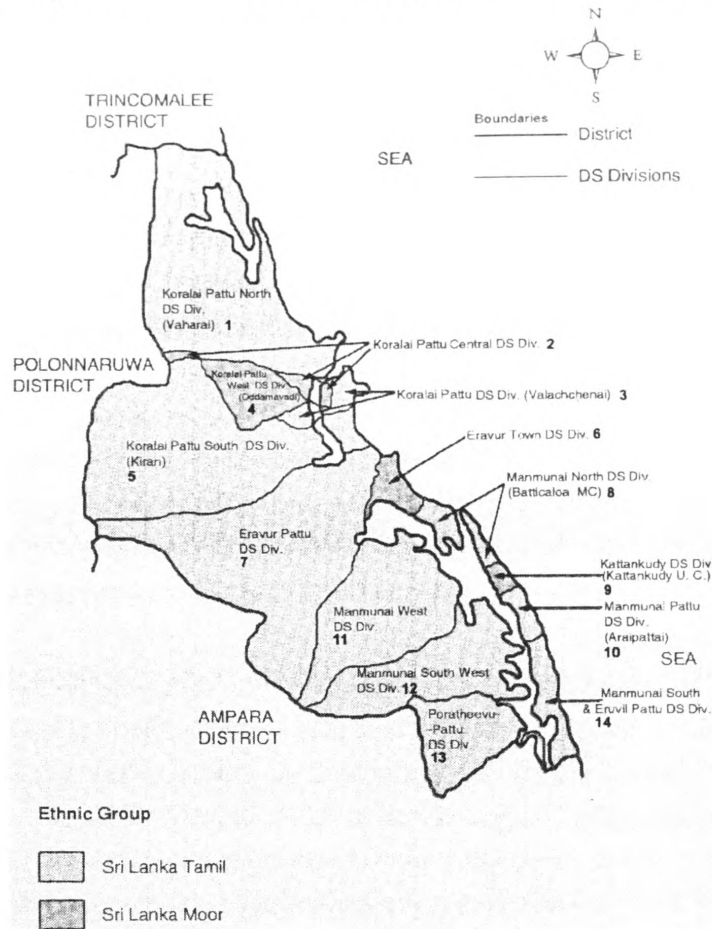 N
W E
S
TRINCOMALEE
DISTRICT
Boundaries
District
DS Divisions
SEA
Koralai Pattu North
DS Div.
(Vaharai) 1
Koralai Pattu Central DS Div. 2
POLONNARUWA
DISTRICT
Koralai Pattu
West DS Div.
(Oddamavadi)
4
Koralai Pattu DS Div. (Valachchenai) 3
Koralai Pattu South DS Div.
(Kiran)
5
Eravur Town DS Div. 6
Manmunai North DS Div.
(Batticaloa MC) 8
Eravur Pattu
DS Div.
7
Kattankudy DS Div
(Kattankudy U. C.)
9
Manmunai West
DS Div.
11
Manmunai Pattu
DS Div.
(Araipattai)
10
SEA
Manmunai South West
DS Div. 12
Manmunai South
& Eruvil Pattu DS Div.
14
AMPARA
DISTRICT
Poratheevu-
-Pattu
DS Div.
13
Ethnic Group
Sri Lanka Tamil
Sri Lanka Moor